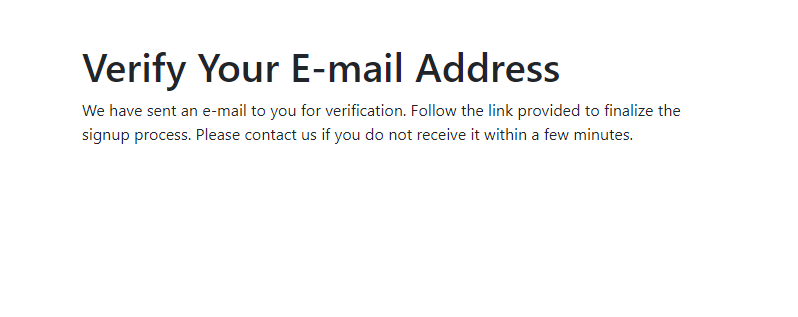 Verify Your E-mail Address
We have sent an e-mail to you for verification. Follow the link provided to finalize the
signup process. Please contact us if you do not receive it within a few minutes.